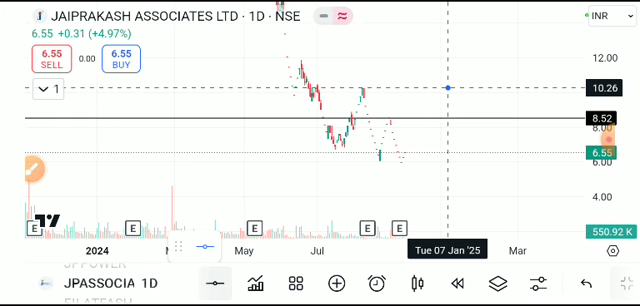 JAIPRAKASH ASSOCIATES LTD · 1D · NSE
INR
6.55 +0.31 (+4.97%)
6.55
SELL
0.00
6.55
BUY
1
12.00
10.26
8.52
8.00
6.55
4.00
550.92 K
E
E
E
E
E
2024
May
Jul
Tue 07 Jan '25
Mar
JPPOWER
JPASSOCIA 1D
FILATFASH